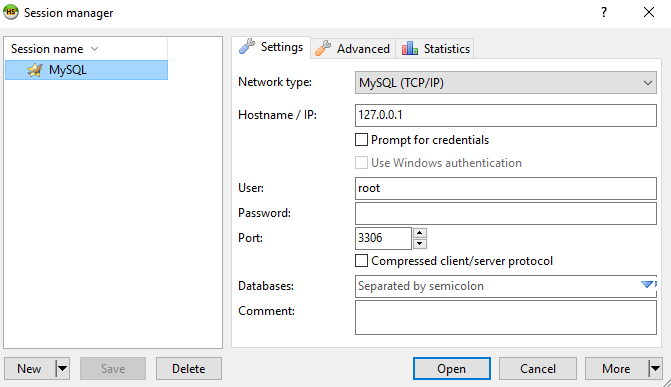 HS Session manager ?
Session name
MySQL
Settings Advanced Statistics
Network type: MySQL (TCP/IP)
Hostname / IP: 127.0.0.1
Prompt for credentials
Use Windows authentication
User: root
Password:
Port: 3306
Compressed client/server protocol
Databases: Separated by semicolon
Comment:
New Save Delete Open Cancel More